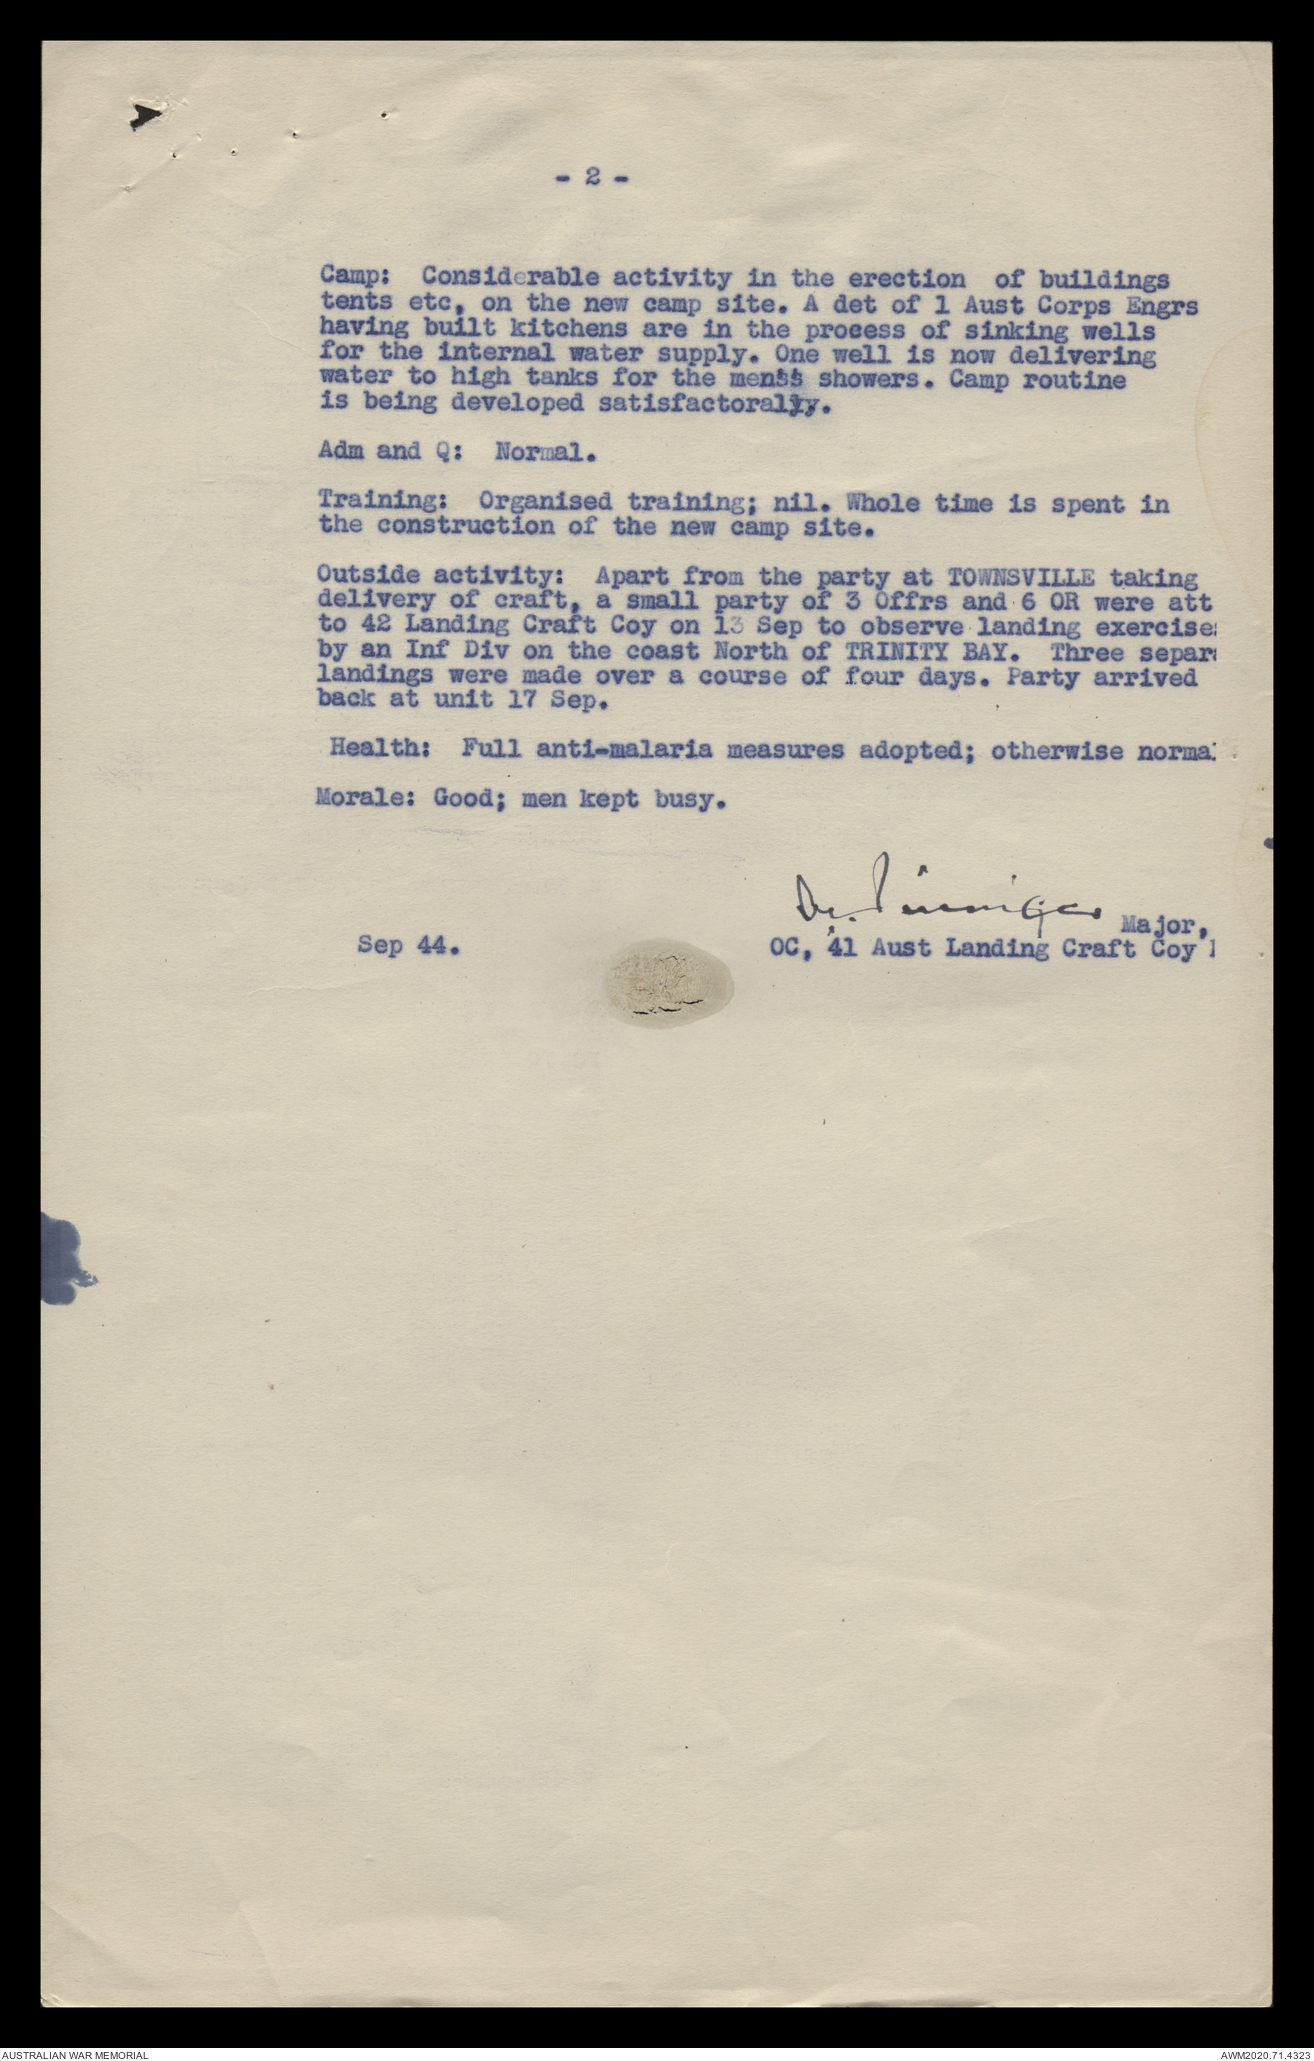 - 2 -
Camp:  Considerable activity in the erection  of buildings
tents etc, on the new camp site. A det of 1 Aust Corps Engrs
having built kitchens are in the process of sinking wells
for the internal water supply. One well is now delivering
water to high tanks for the men's showers. Camp routine
is being developed satisfactoraly.
Adm and Q:  Normal.
Training:  Organised training; nil. Whole time is spent in
the construction of the new camp site.
Outside activity:  Apart from the party at TOWNSVILLE taking
delivery of craft, a small party of 3 Offrs and 6 OR were att
to 42 Landing Craft Coy on 13 Sep to observe landing exercises
by an Inf Div on the coast North of TRINITY BAY.  Three separ
landings were made over a course of four days. Party arrived
back at unit 17 Sep.
Health:  Full anti-malaria measures adopted; otherwise normal
Morale: Good; men kept busy.
Major,
Sep 44.
OC, 41 Aust Landing Craft Coy
AUSTRALIAN WAR MEMORIAL
AWM2020.71.4323